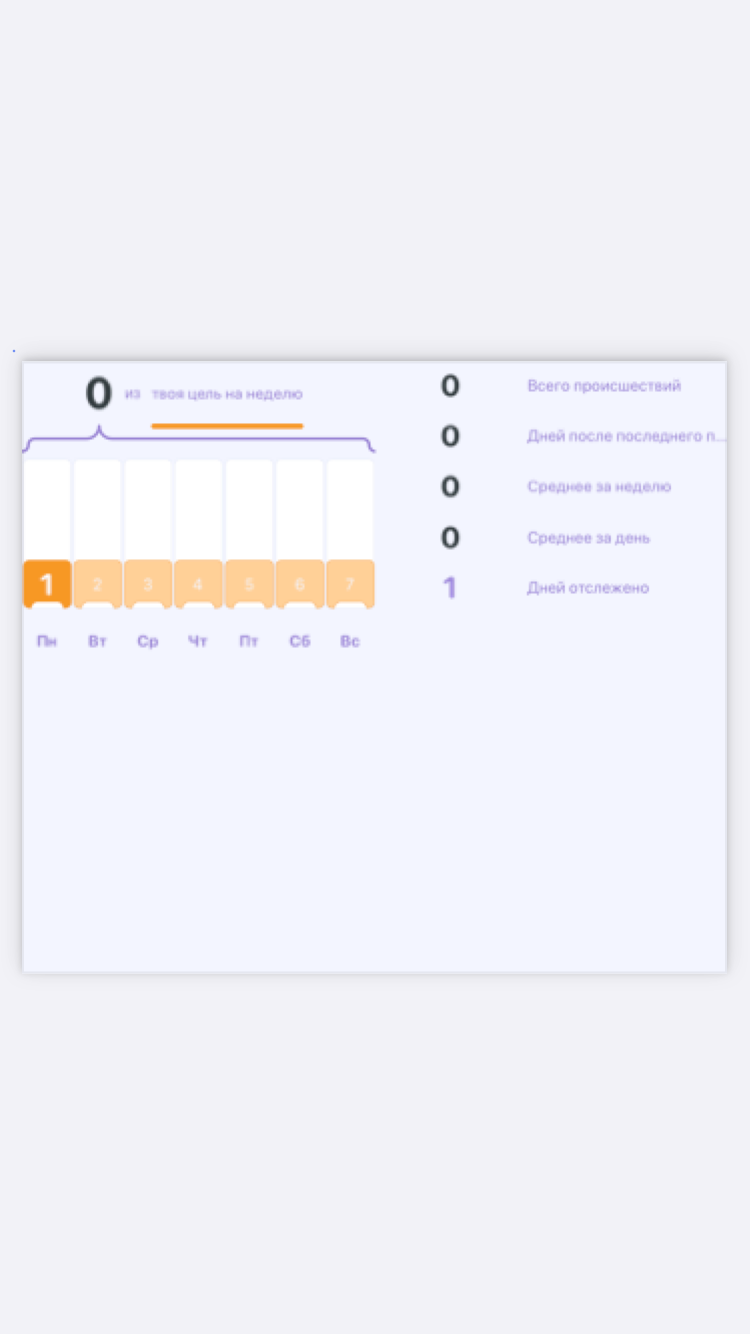 0 из твоя цель на неделю
1 2 3 4 5 6 7
Пн Вт Ср Чт Пт Сб Вс
0 Всего происшествий
0 Дней после последнего п...
0 Среднее за неделю
0 Среднее за день
1 Дней отслежено